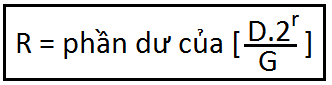 R = phần dư của [ D.2^r / G ]